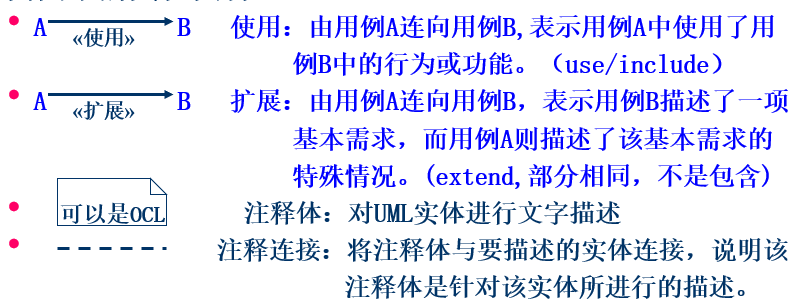 • A «使用» B 使用：由用例A连向用例B,表示用例A中使用了用
例B中的行为或功能。（use/include）
• A «扩展» B 扩展：由用例A连向用例B，表示用例B描述了一项
基本需求，而用例A则描述了该基本需求的
特殊情况。(extend,部分相同，不是包含)
• 可以是OCL 注释体：对UML实体进行文字描述
• 注释连接：将注释体与要描述的实体连接，说明该
注释体是针对该实体所进行的描述。